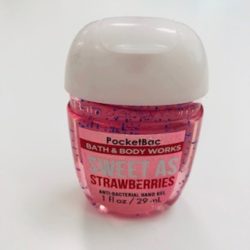 PocketBac
BATH & BODY WORKS
SWEET AS
STRAWBERRIES
ANTI-BACTERIAL HAND GEL
1 fl oz / 29 mL